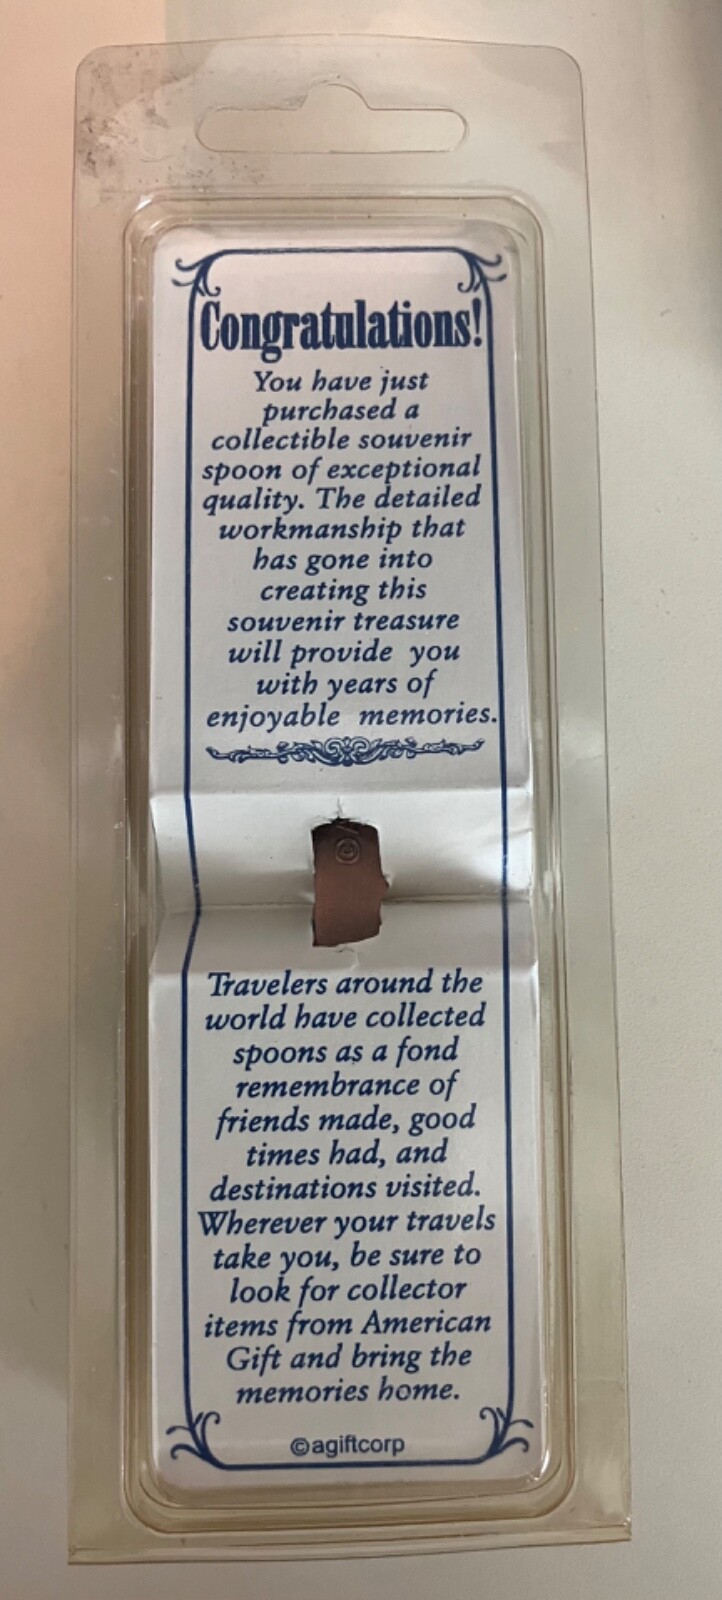 Congratulations!
You have just
purchased a
collectible souvenir
spoon of exceptional
quality. The detailed
workmanship that
has gone into
creating this
souvenir treasure
will provide you
with years of
enjoyable memories.
Travelers around the
world have collected
spoons as a fond
remembrance of
friends made, good
times had, and
destinations visited.
Wherever your travels
take you, be sure to
look for collector
items from American
Gift and bring the
memories home.
©agiftcorp